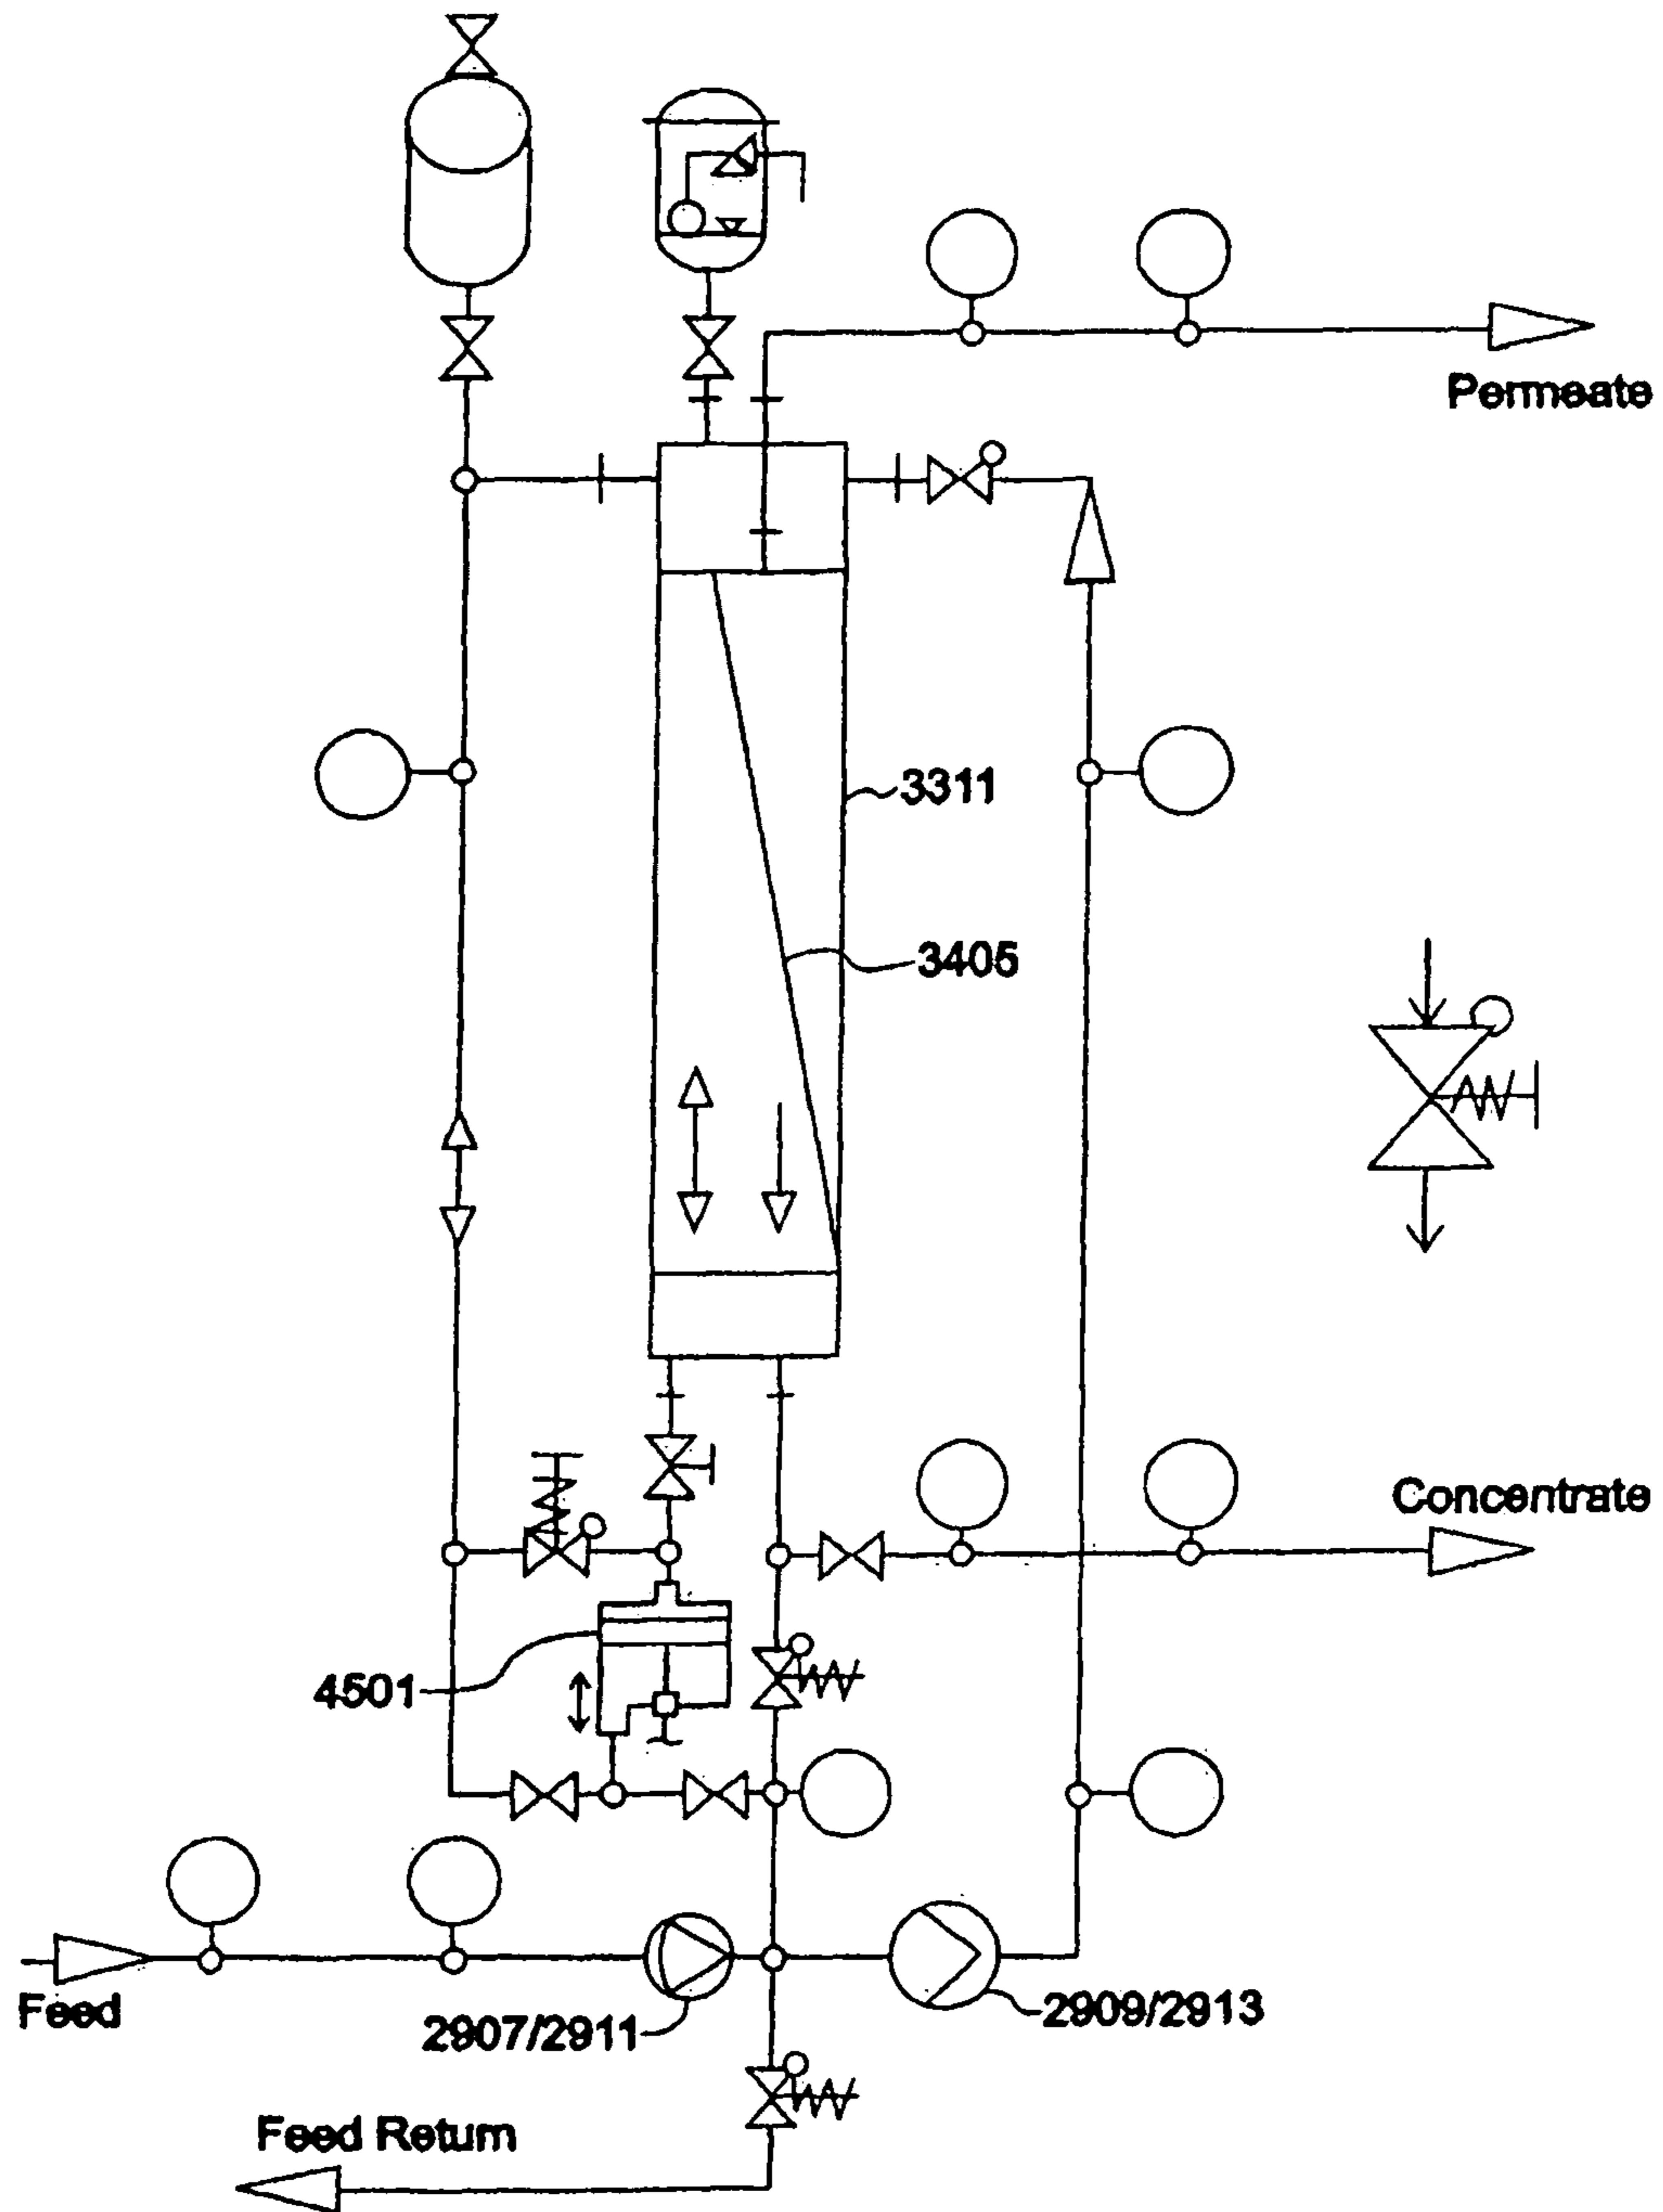 Permeate
3311
3405
Concentrate
4501
Feed
2907/2911
2909/2913
Feed Return